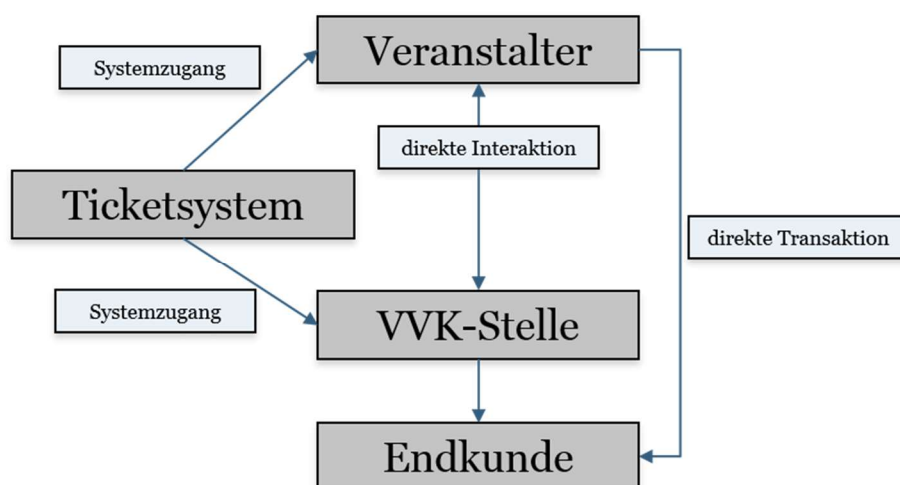 Veranstalter
Systemzugang
direkte Interaktion
Ticketsystem
direkte Transaktion
Systemzugang
VVK-Stelle
Endkunde